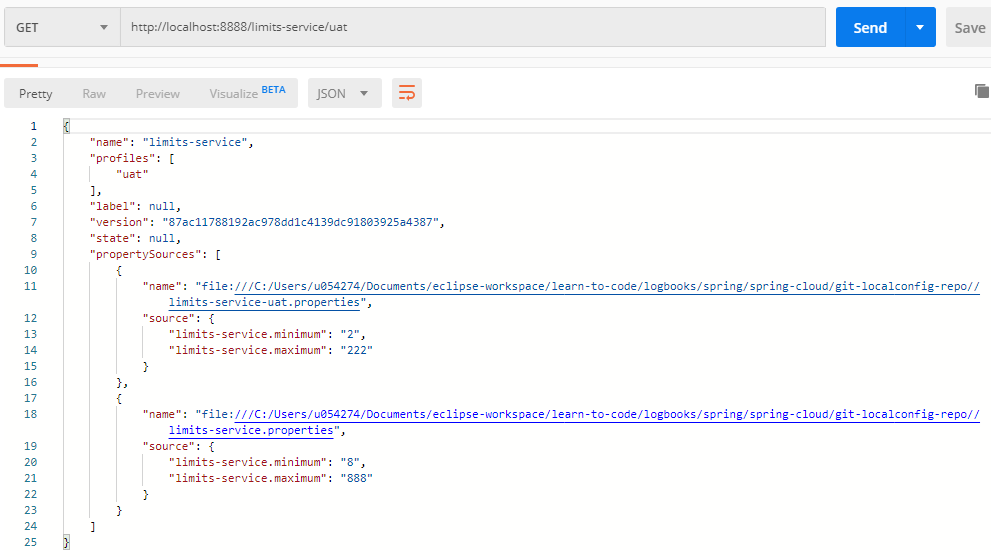 GET http://localhost:8888/limits-service/uat Send Save
Pretty Raw Preview Visualize BETA JSON
1 {
2 "name": "limits-service",
3 "profiles": [
4 "uat"
5 ],
6 "label": null,
7 "version": "87ac11788192ac978dd1c4139dc91803925a4387",
8 "state": null,
9 "propertySources": [
10 {
11 "name": "file:///C:/Users/u054274/Documents/eclipse-workspace/learn-to-code/logbooks/spring/spring-cloud/git-localconfig-repo//
limits-service-uat.properties",
12 "source": {
13 "limits-service.minimum": "2",
14 "limits-service.maximum": "222"
15 }
16 },
17 {
18 "name": "file:///C:/Users/u054274/Documents/eclipse-workspace/learn-to-code/logbooks/spring/spring-cloud/git-localconfig-repo//
limits-service.properties",
19 "source": {
20 "limits-service.minimum": "8",
21 "limits-service.maximum": "888"
22 }
23 }
24 ]
25 }